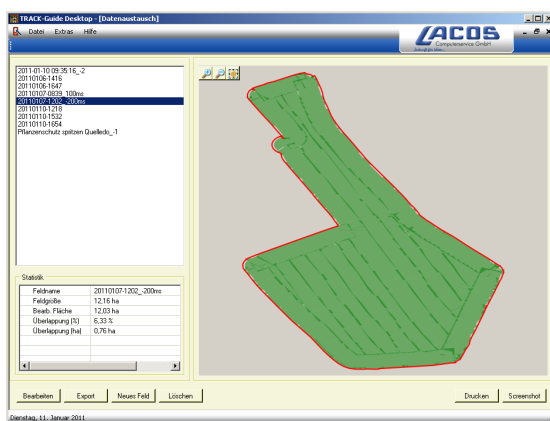 TRACK-Guide Desktop - [Datenaustausch]
Datei Extras Hilfe
LACOS
Computerservice GmbH
2011-01-10 09:35:16_-2
20110106-1416
20110106-1647
20110107-0839_100ms
20110107-1202_-200ms
20110110-1218
20110110-1532
20110110-1654
Pflanzenschutz spritzen Quelledo_-1
Statistik
Feldname 20110107-1202_-200ms
Feldgröße 12,16 ha
Bearb. Fläche 12,03 ha
Überlappung (%) 6,33 %
Überlappung (ha) 0,76 ha
Bearbeiten Export Neues Feld Löschen Drucken Screenshot
Dienstag, 11. Januar 2011